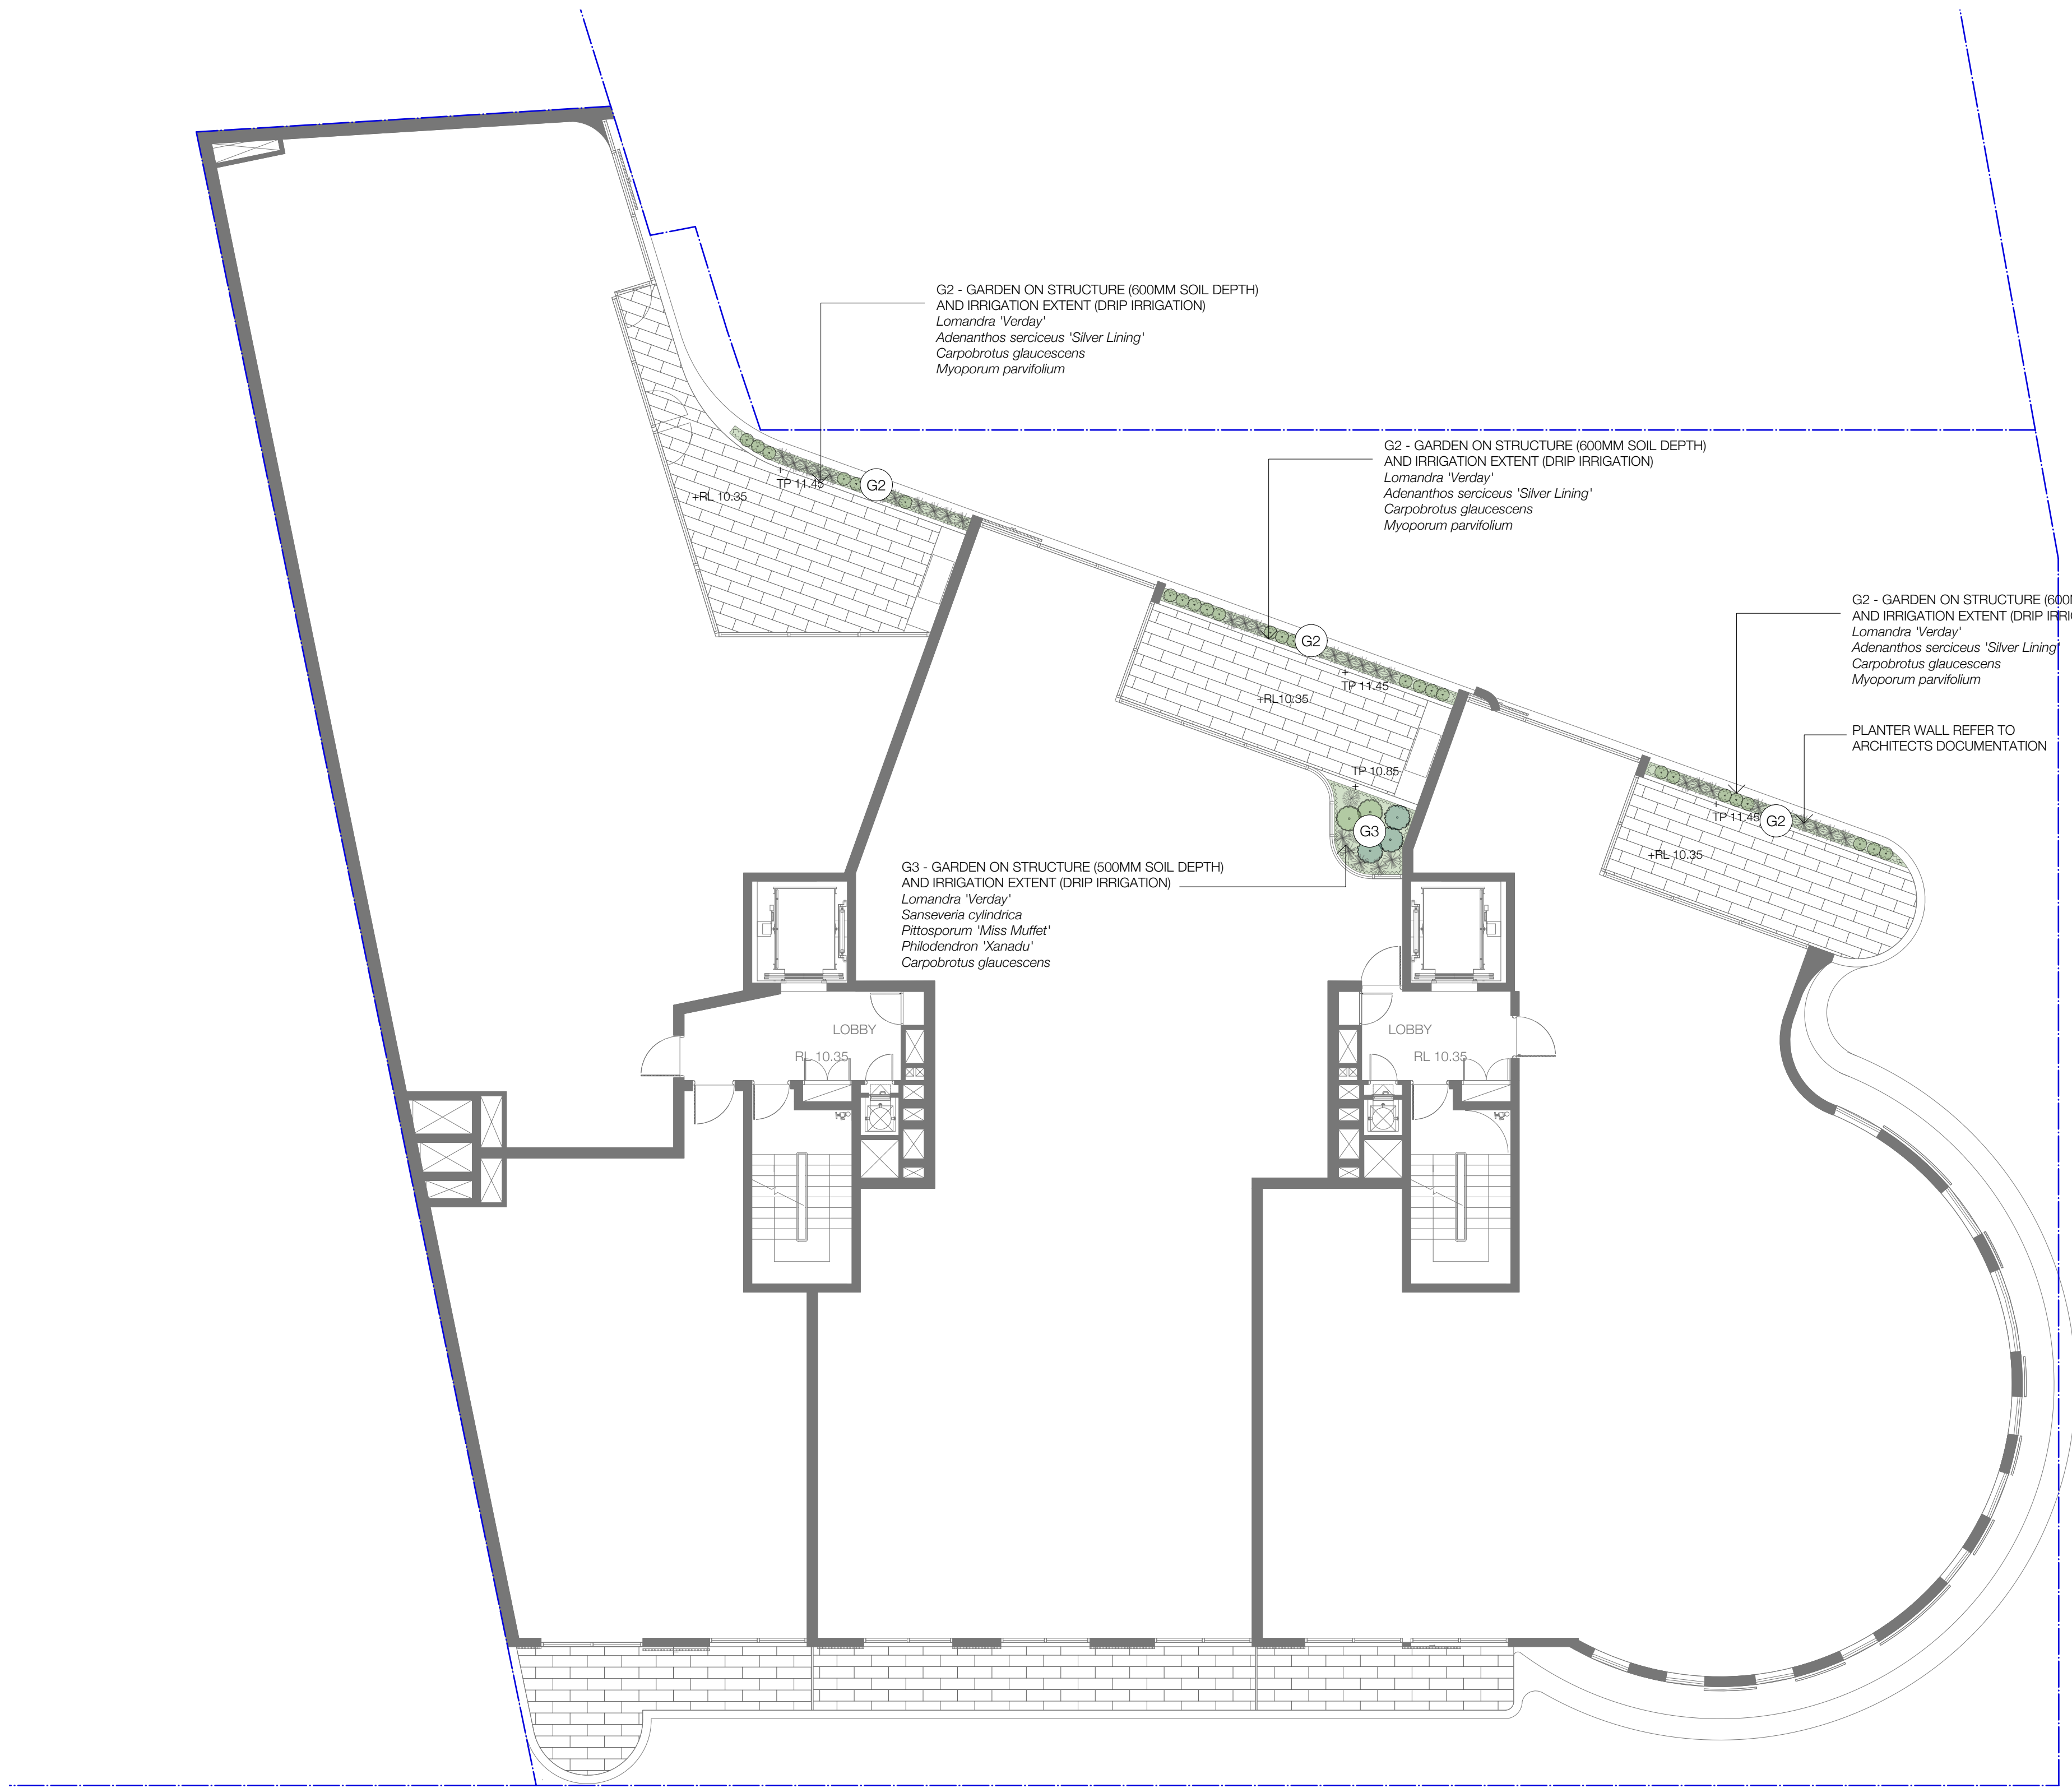 G2 - GARDEN ON STRUCTURE (600MM SOIL DEPTH)
AND IRRIGATION EXTENT (DRIP IRRIGATION)
Lomandra 'Verday'
Adenanthos serciceus 'Silver Lining'
Carpobrotus glaucescens
Myoporum parvifolium
G2 - GARDEN ON STRUCTURE (600MM SOIL DEPTH)
AND IRRIGATION EXTENT (DRIP IRRIGATION)
Lomandra 'Verday'
Adenanthos serciceus 'Silver Lining'
Carpobrotus glaucescens
Myoporum parvifolium
TP 11.45
G2
+RL 10.35
G2 - GARDEN ON STRUCTURE (600
AND IRRIGATION EXTENT (DRIP IRRI
Lomandra 'Verday'
Adenanthos serciceus 'Silver Lining'
Carpobrotus glaucescens
Myoporum parvifolium
G2
TP 11.45
+RL10.35
PLANTER WALL REFER TO
ARCHITECTS DOCUMENTATION
TP 10.85
G3
TP 11.45
G2
+RL 10.35
G3 - GARDEN ON STRUCTURE (500MM SOIL DEPTH)
AND IRRIGATION EXTENT (DRIP IRRIGATION)
Lomandra 'Verday'
Sanseveria cylindrica
Pittosporum 'Miss Muffet'
Philodendron 'Xanadu'
Carpobrotus glaucescens
LOBBY
RL 10.35
LOBBY
RL 10.35